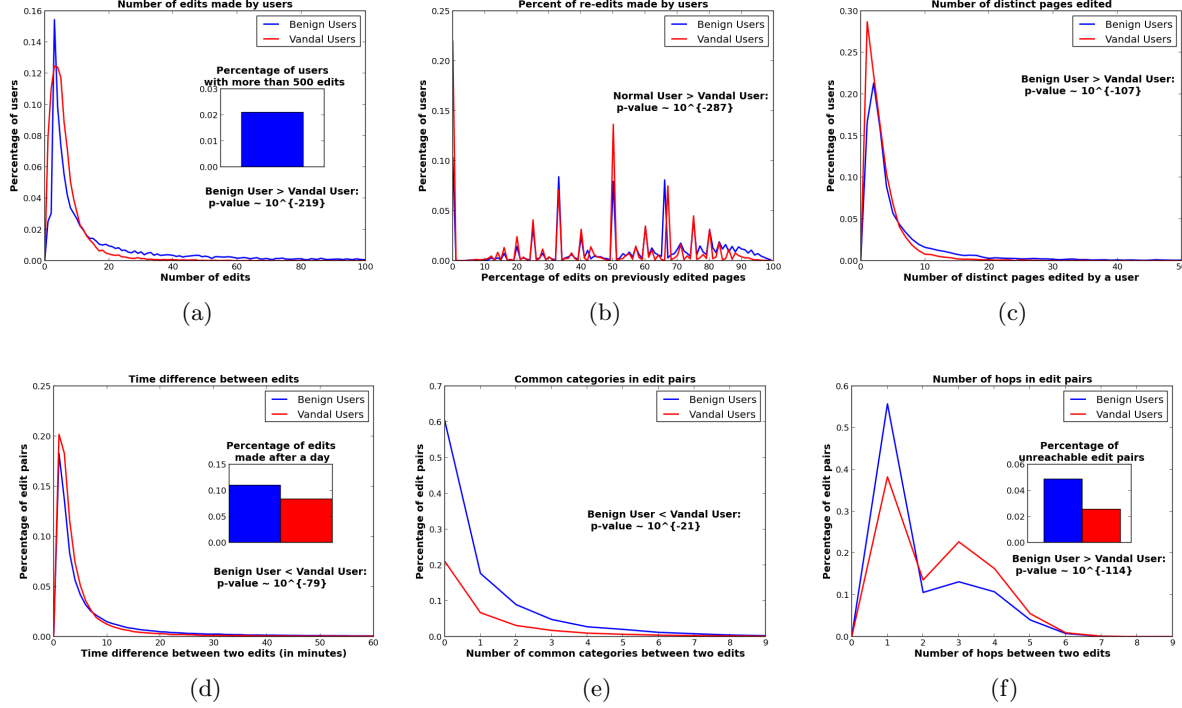 Number of edits made by users
0.16
0.14
0.12
0.10
0.08
0.06
0.04
0.02
0.00
Percentage of users
Benign Users
Vandal Users
Percentage of users
with more than 500 edits
0.03
0.02
0.01
0.00
Benign User > Vandal User:
p-value ~ 10^{-219}
0 20 40 60 80 100
Number of edits
(a)
Percent of re-edits made by users
0.25
0.20
0.15
0.10
0.05
0.00
Percentage of users
Benign Users
Vandal Users
Normal User > Vandal User:
p-value ~ 10^{-287}
0 10 20 30 40 50 60 70 80 90 100
Percentage of edits on previously edited pages
(b)
Number of distinct pages edited
0.30
0.25
0.20
0.15
0.10
0.05
0.00
Percentage of users
Benign Users
Vandal Users
Benign User > Vandal User:
p-value ~ 10^{-107}
0 10 20 30 40 50
Number of distinct pages edited by a user
(c)
Time difference between edits
0.25
0.20
0.15
0.10
0.05
0.00
Percentage of edit pairs
Benign Users
Vandal Users
Percentage of edits
made after a day
0.15
0.10
0.05
0.00
Benign User < Vandal User:
p-value ~ 10^{-79}
0 10 20 30 40 50 60
Time difference between two edits (in minutes)
(d)
Common categories in edit pairs
0.7
0.6
0.5
0.4
0.3
0.2
0.1
0.0
Percentage of edit pairs
Benign Users
Vandal Users
Benign User < Vandal User:
p-value ~ 10^{-21}
0 1 2 3 4 5 6 7 8 9
Number of common categories between two edits
(e)
Number of hops in edit pairs
0.6
0.5
0.4
0.3
0.2
0.1
0.0
Percentage of edit pairs
Benign Users
Vandal Users
Percentage of
unreachable edit pairs
0.06
0.04
0.02
0.00
Benign User > Vandal User:
p-value ~ 10^{-114}
0 1 2 3 4 5 6 7 8 9
Number of hops between two edits
(f)